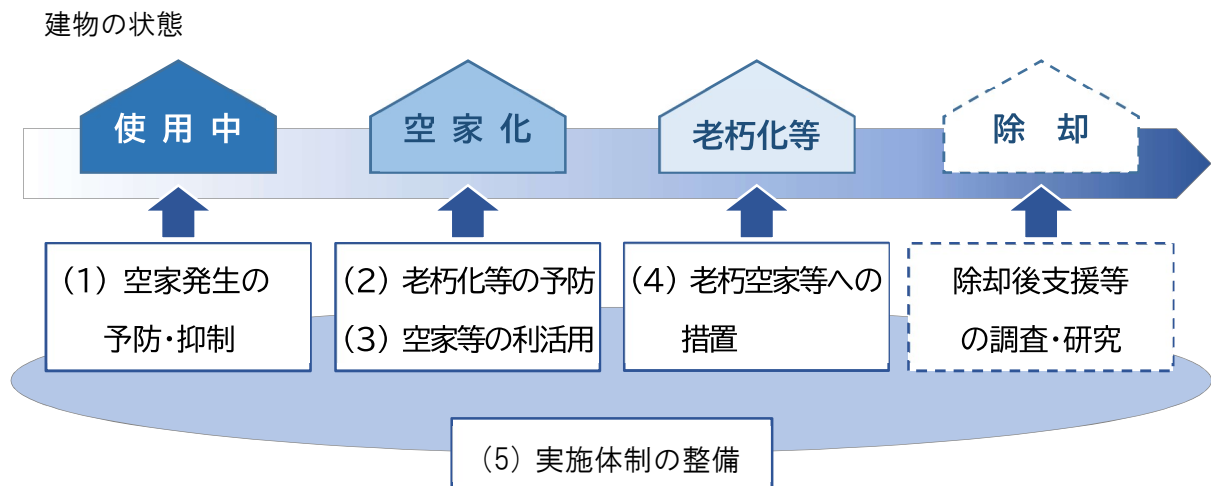 建物の状態
使用中
空家化
老朽化等
除却
(1) 空家発生の
予防・抑制
(2) 老朽化等の予防
(3) 空家等の利活用
(4) 老朽空家等への
措置
除却後支援等
の調査・研究
(5) 実施体制の整備